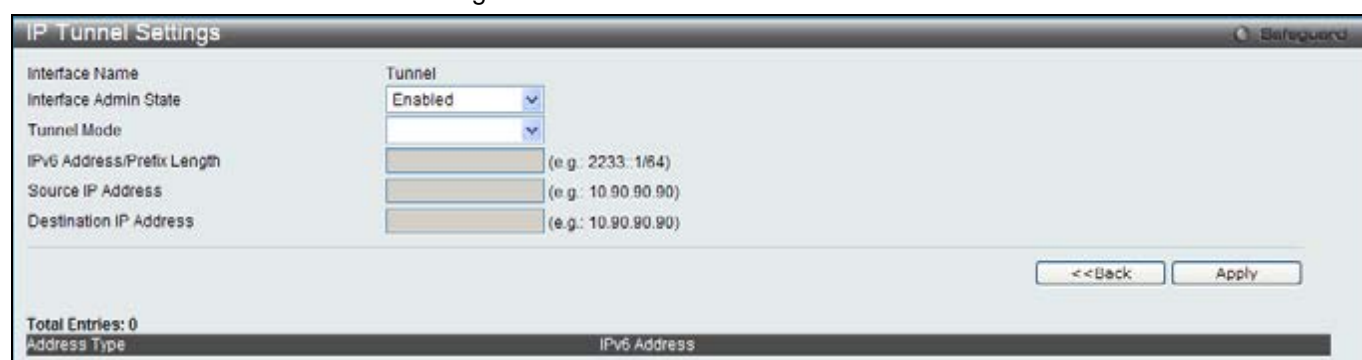 IP Tunnel Settings Safeguard
Interface Name Tunnel
Interface Admin State Enabled
Tunnel Mode
IPv6 Address/Prefix Length (e.g.: 2233::1/64)
Source IP Address (e.g.: 10.90.90.90)
Destination IP Address (e.g.: 10.90.90.90)
<<Back Apply
Total Entries: 0
Address Type IPv6 Address